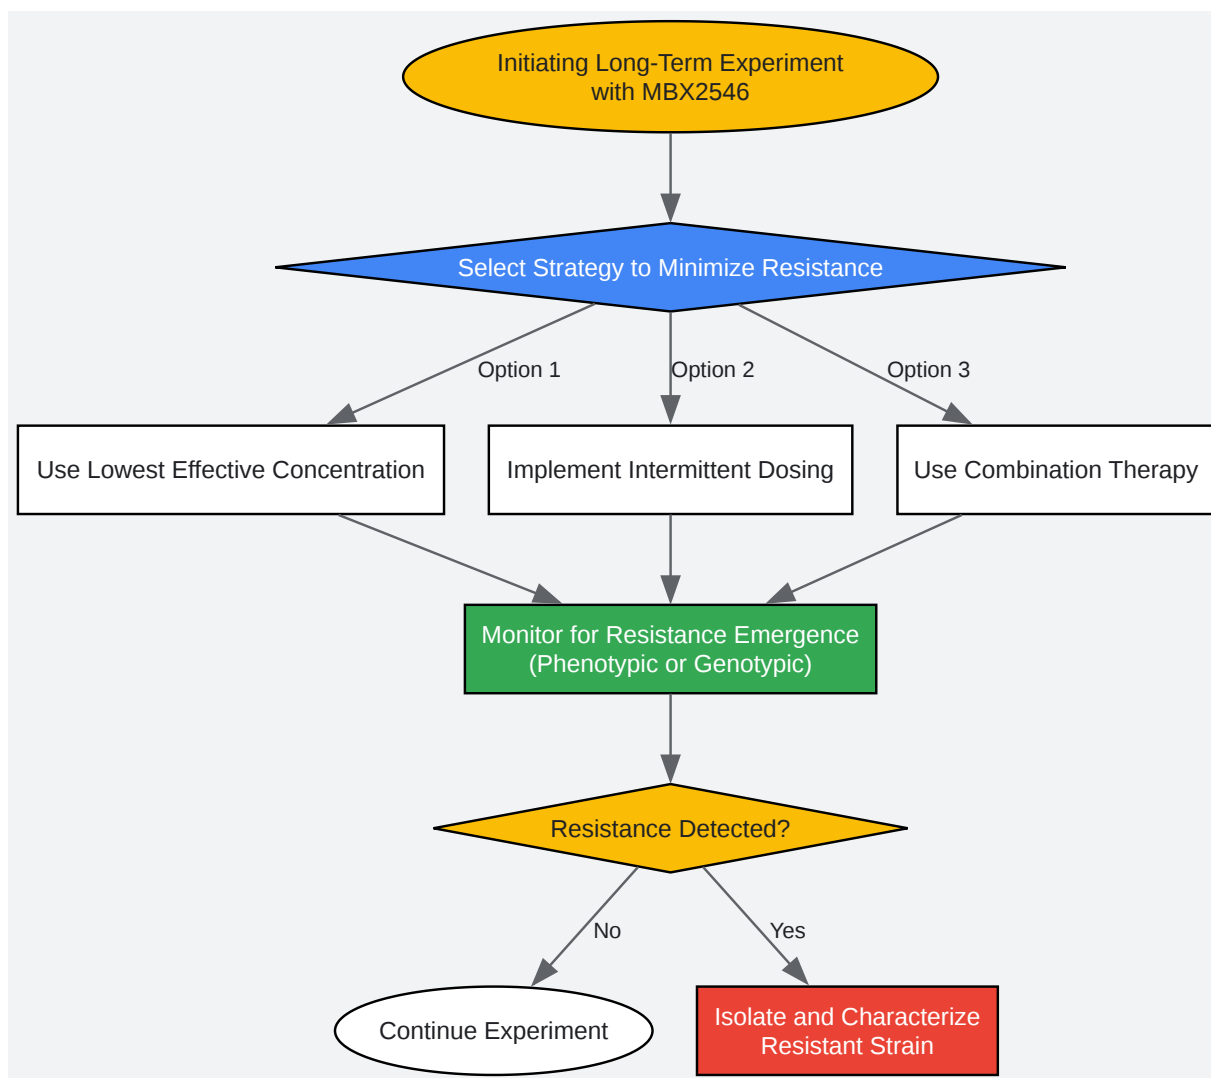 Initiating Long-Term Experiment
with MBX2546
Select Strategy to Minimize Resistance
Option 1
Option 2
Option 3
Use Lowest Effective Concentration
Implement Intermittent Dosing
Use Combination Therapy
Monitor for Resistance Emergence
(Phenotypic or Genotypic)
Resistance Detected?
No
Yes
Continue Experiment
Isolate and Characterize
Resistant Strain